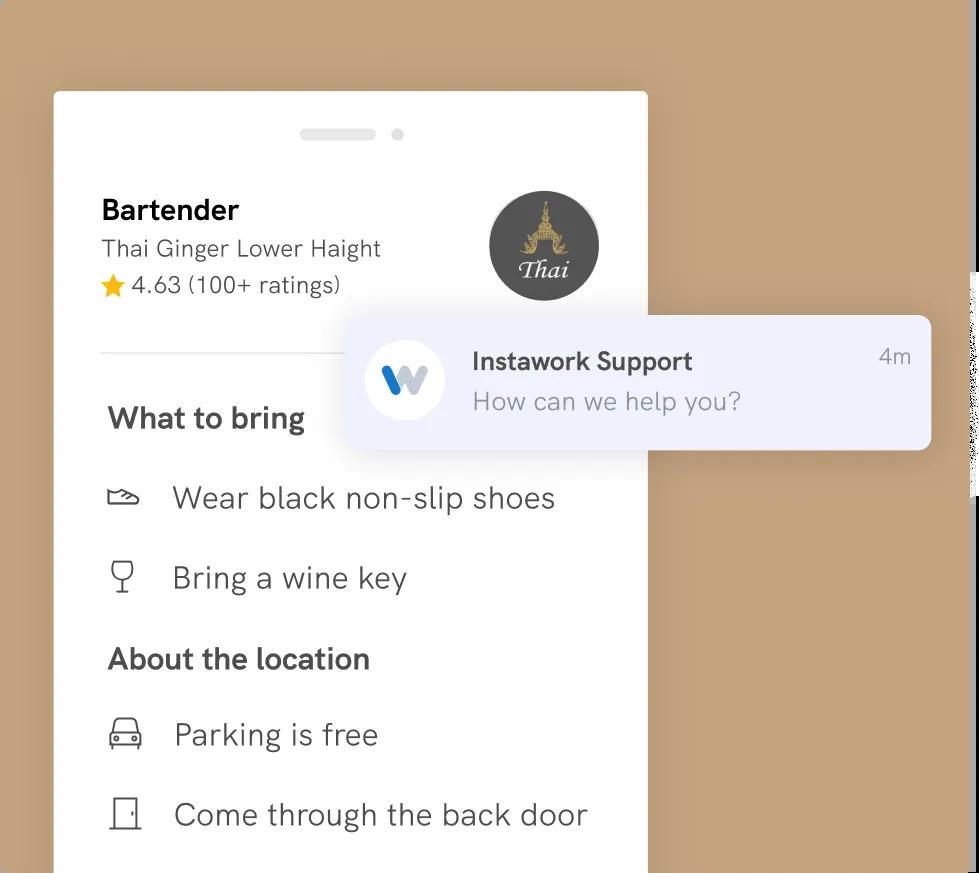 Bartender
Thai Ginger Lower Haight
4.63 (100+ ratings)
Thai
Instawork Support
4m
How can we help you?
What to bring
Wear black non-slip shoes
Bring a wine key
About the location
Parking is free
Come through the back door